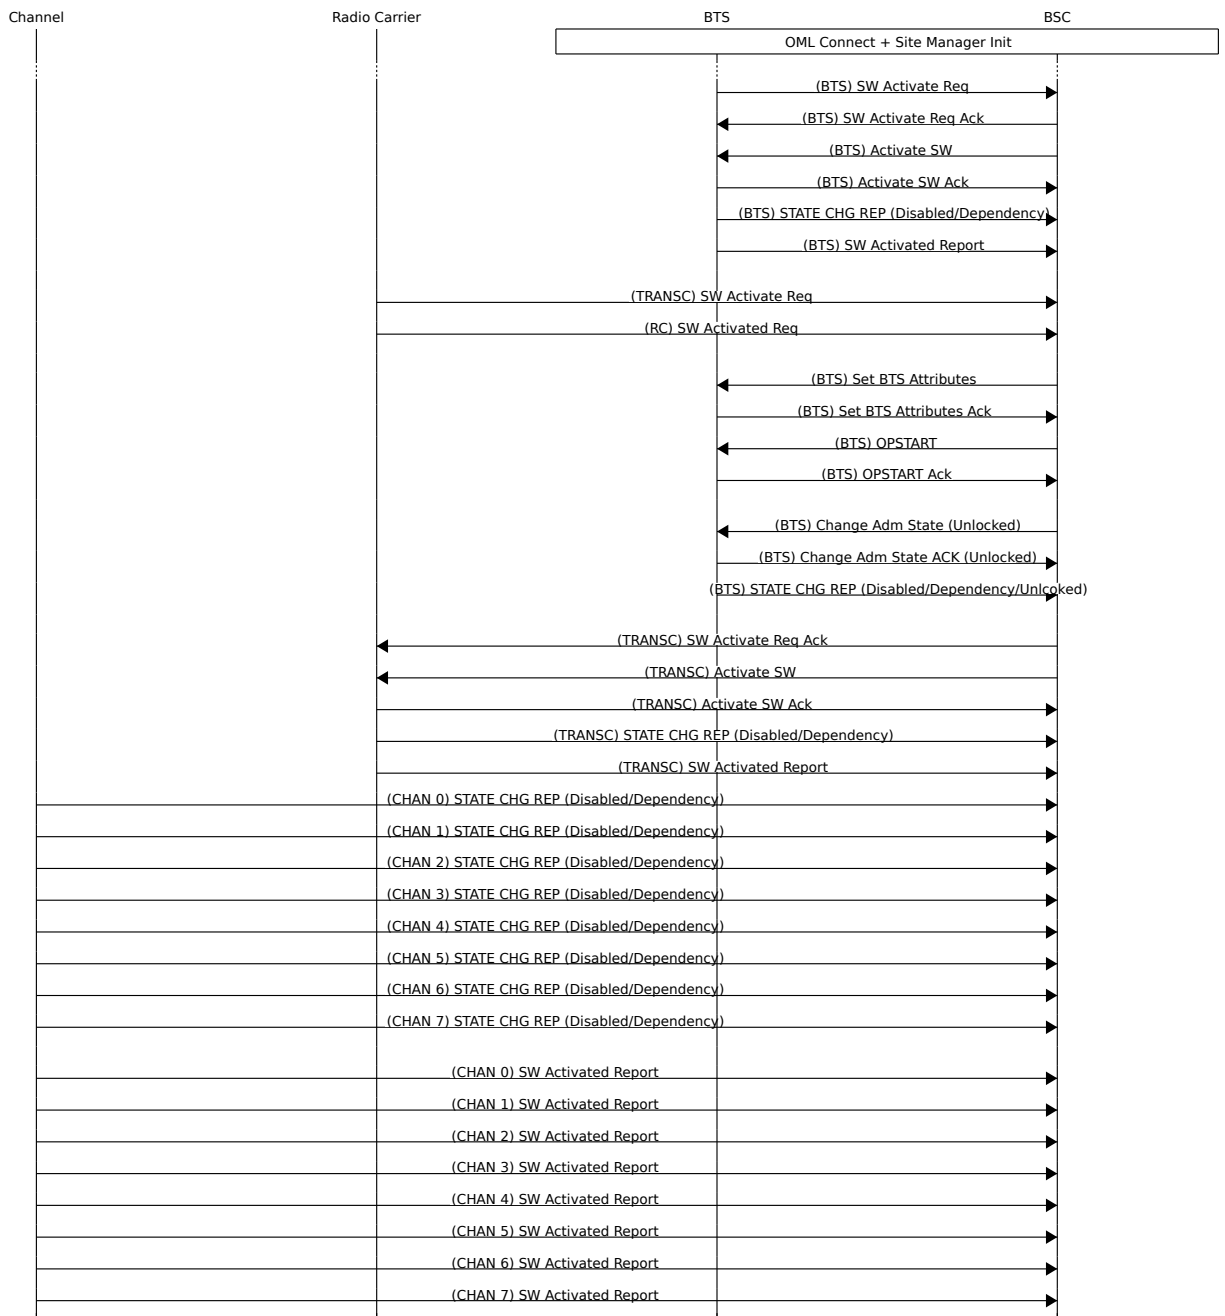 Channel Radio Carrier BTS BSC
OML Connect + Site Manager Init
(BTS) SW Activate Req
(BTS) SW Activate Req Ack
(BTS) Activate SW
(BTS) Activate SW Ack
(BTS) STATE CHG REP (Disabled/Dependency)
(BTS) SW Activated Report
(TRANSC) SW Activate Req
(RC) SW Activated Req
(BTS) Set BTS Attributes
(BTS) Set BTS Attributes Ack
(BTS) OPSTART
(BTS) OPSTART Ack
(BTS) Change Adm State (Unlocked)
(BTS) Change Adm State ACK (Unlocked)
(BTS) STATE CHG REP (Disabled/Dependency/Unlcoked)
(TRANSC) SW Activate Req Ack
(TRANSC) Activate SW
(TRANSC) Activate SW Ack
(TRANSC) STATE CHG REP (Disabled/Dependency)
(TRANSC) SW Activated Report
(CHAN 0) STATE CHG REP (Disabled/Dependency)
(CHAN 1) STATE CHG REP (Disabled/Dependency)
(CHAN 2) STATE CHG REP (Disabled/Dependency)
(CHAN 3) STATE CHG REP (Disabled/Dependency)
(CHAN 4) STATE CHG REP (Disabled/Dependency)
(CHAN 5) STATE CHG REP (Disabled/Dependency)
(CHAN 6) STATE CHG REP (Disabled/Dependency)
(CHAN 7) STATE CHG REP (Disabled/Dependency)
(CHAN 0) SW Activated Report
(CHAN 1) SW Activated Report
(CHAN 2) SW Activated Report
(CHAN 3) SW Activated Report
(CHAN 4) SW Activated Report
(CHAN 5) SW Activated Report
(CHAN 6) SW Activated Report
(CHAN 7) SW Activated Report